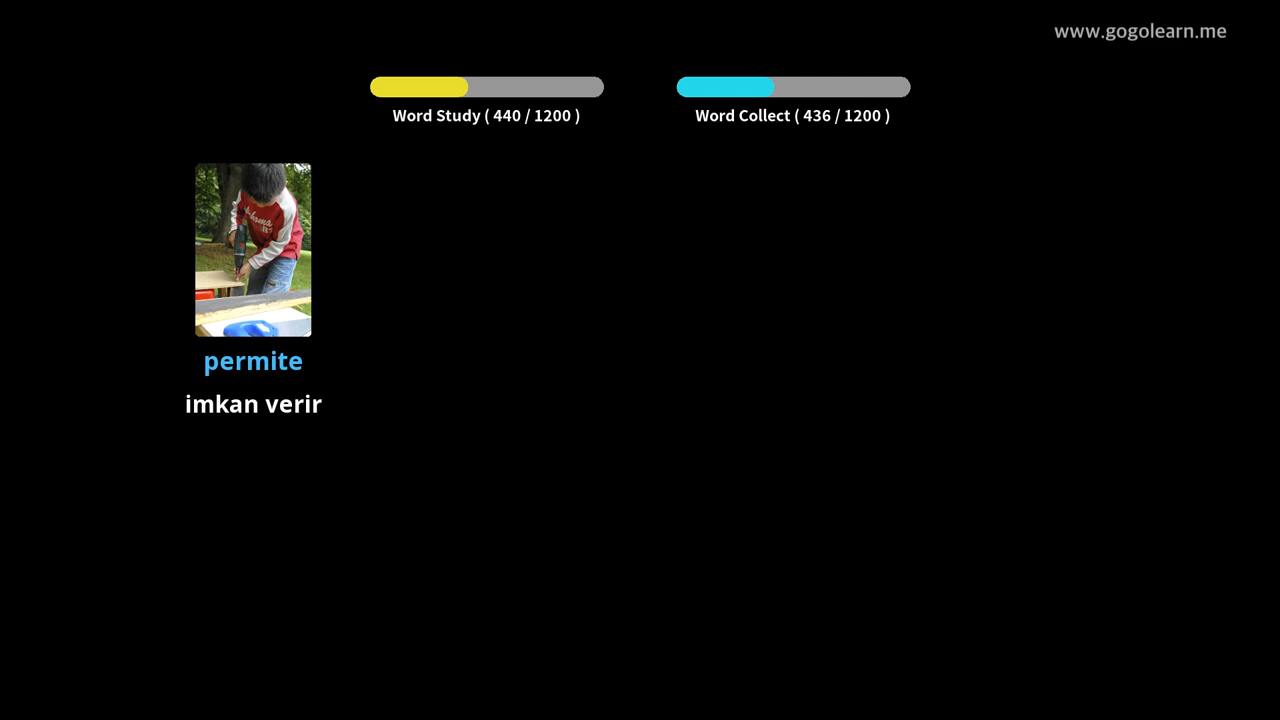 www.gogolearn.me
Word Study ( 440 / 1200 )
Word Collect ( 436 / 1200 )
permite
imkan verir